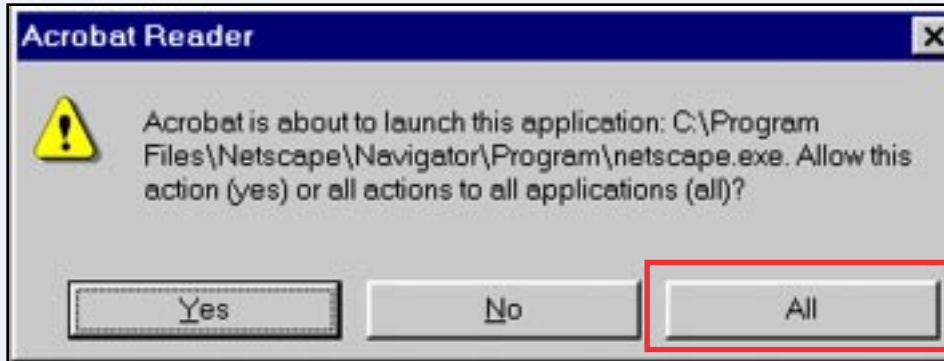 Acrobat Reader
Acrobat is about to launch this application: C:\Program
Files\Netscape\Navigator\Program\netscape.exe. Allow this
action (yes) or all actions to all applications (all)?
Yes No All